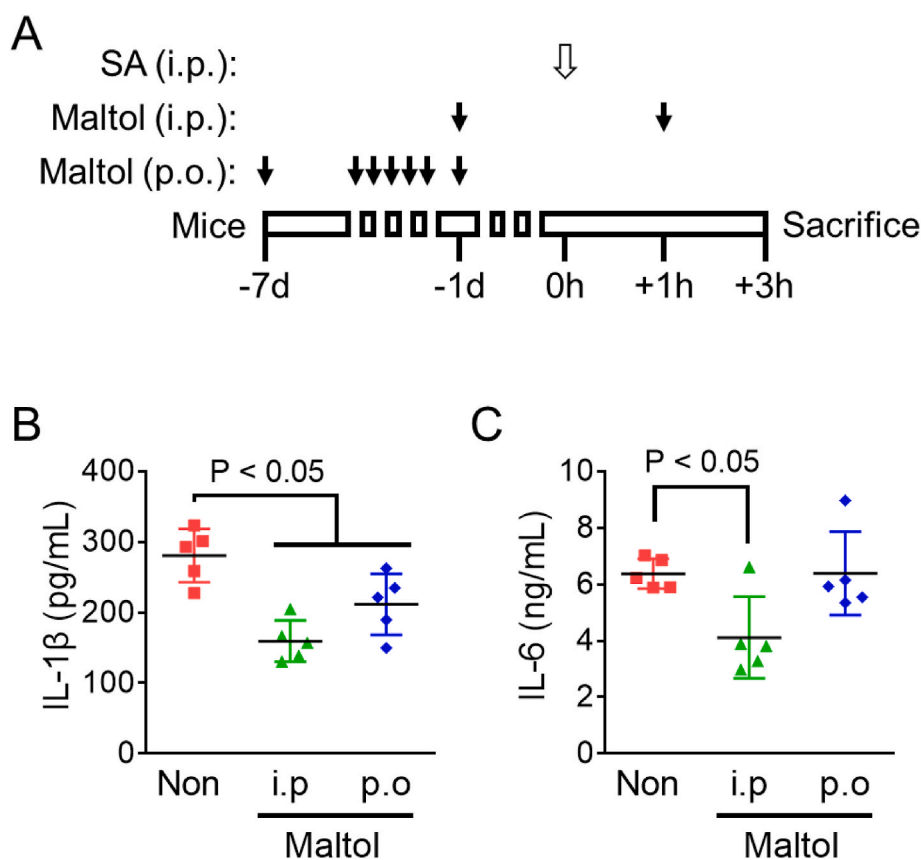 A
SA (i.p.):
Maltol (i.p.):
Maltol (p.o.):
Mice Sacrifice
-7d -1d 0h +1h +3h
B
P < 0.05
IL-1β (pg/mL)
400
300
200
100
0
Non i.p p.o
Maltol
C
P < 0.05
IL-6 (ng/mL)
10
8
6
4
2
0
Non i.p p.o
Maltol